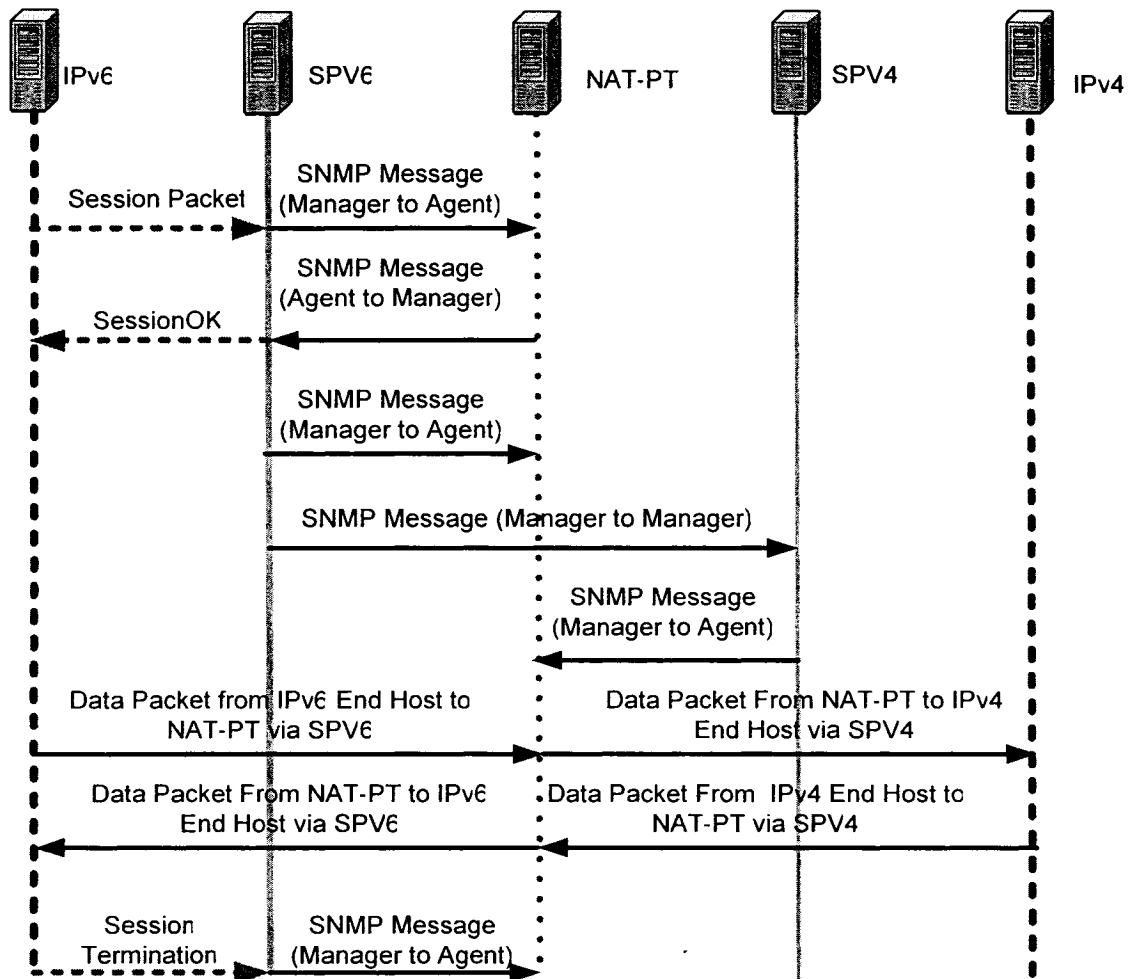 IPv6
SPV6
NAT-PT
SPV4
IPv4
SNMP Message
(Manager to Agent)
Session Packet
SNMP Message
(Agent to Manager)
SessionOK
SNMP Message
(Manager to Agent)
SNMP Message (Manager to Manager)
SNMP Message
(Manager to Agent)
Data Packet from IPv6 End Host to
NAT-PT via SPV6
Data Packet From NAT-PT to IPv4
End Host via SPV4
Data Packet From NAT-PT to IPv6
End Host via SPV6
Data Packet From IPv4 End Host to
NAT-PT via SPV4
Session
Termination
SNMP Message
(Manager to Agent)